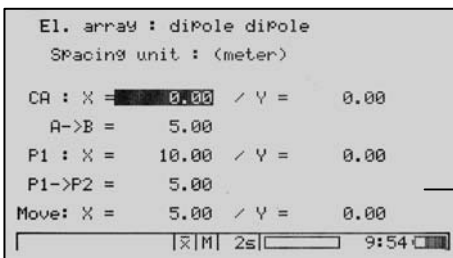 El. array : dipole dipole
Spacing unit : (meter)
CA : X = 0.00 / Y = 0.00
A->B = 5.00
P1 : X = 10.00 / Y = 0.00
P1->P2 = 5.00
Move: X = 5.00 / Y = 0.00
x̅ M 2s 9:54